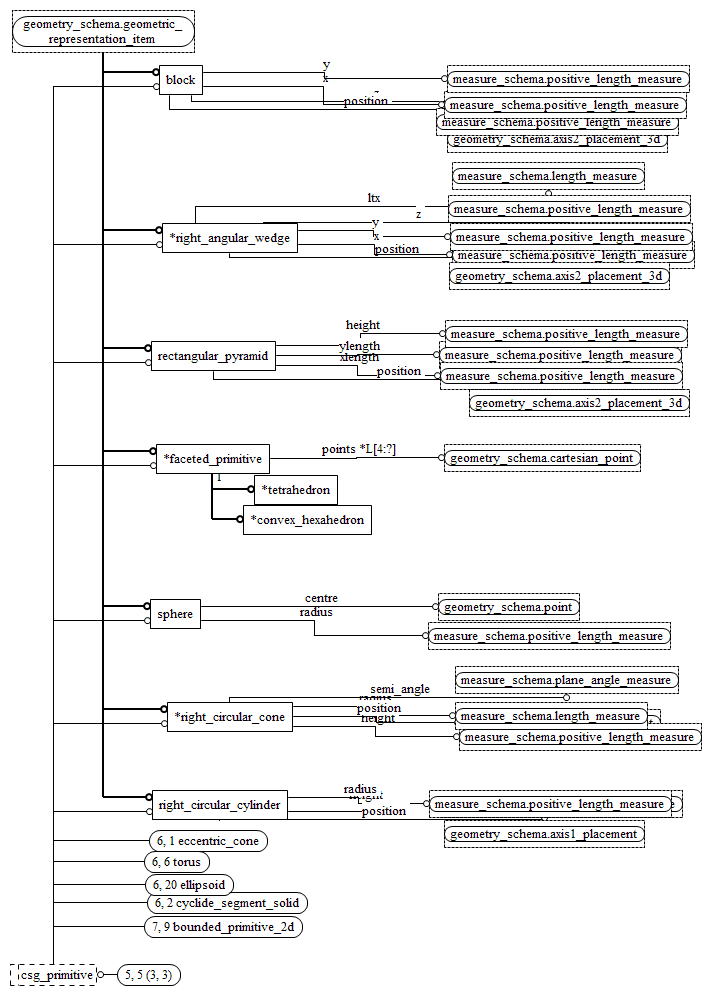 geometry_schema.geometric_
representation_item
block
y
x
measure_schema.positive_length_measure
position
measure_schema.positive_length_measure
measure_schema.positive_length_measure
geometry_schema.axis2_placement_3d
measure_schema.length_measure
ltx
z
measure_schema.positive_length_measure
*right_angular_wedge
y
x
measure_schema.positive_length_measure
position
measure_schema.positive_length_measure
geometry_schema.axis2_placement_3d
height
measure_schema.positive_length_measure
rectangular_pyramid
ylength
xlength
measure_schema.positive_length_measure
position
measure_schema.positive_length_measure
geometry_schema.axis2_placement_3d
*faceted_primitive
points *L[4:?]
geometry_schema.cartesian_point
1
*tetrahedron
*convex_hexahedron
sphere
centre
geometry_schema.point
radius
measure_schema.positive_length_measure
semi_angle
measure_schema.plane_angle_measure
*right_circular_cone
radius
position
height
measure_schema.length_measure
measure_schema.positive_length_measure
right_circular_cylinder
radius
height
position
measure_schema.positive_length_measure
geometry_schema.axis1_placement
6, 1 eccentric_cone
6, 6 torus
6, 20 ellipsoid
6, 2 cyclide_segment_solid
7, 9 bounded_primitive_2d
csg_primitive
5, 5 (3, 3)